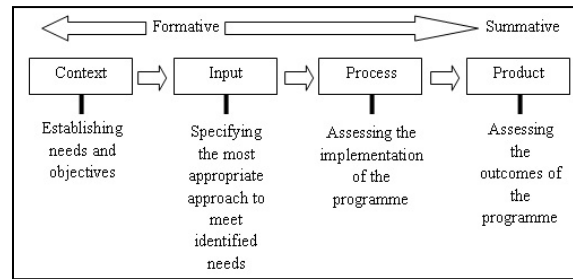 Formative
Summative
Context
Input
Process
Product
Establishing
needs and
objectives
Specifying
the most
appropriate
approach to
meet
identified
needs
Assessing the
implementation
of the
programme
Assessing
the
outcomes of
the
programme